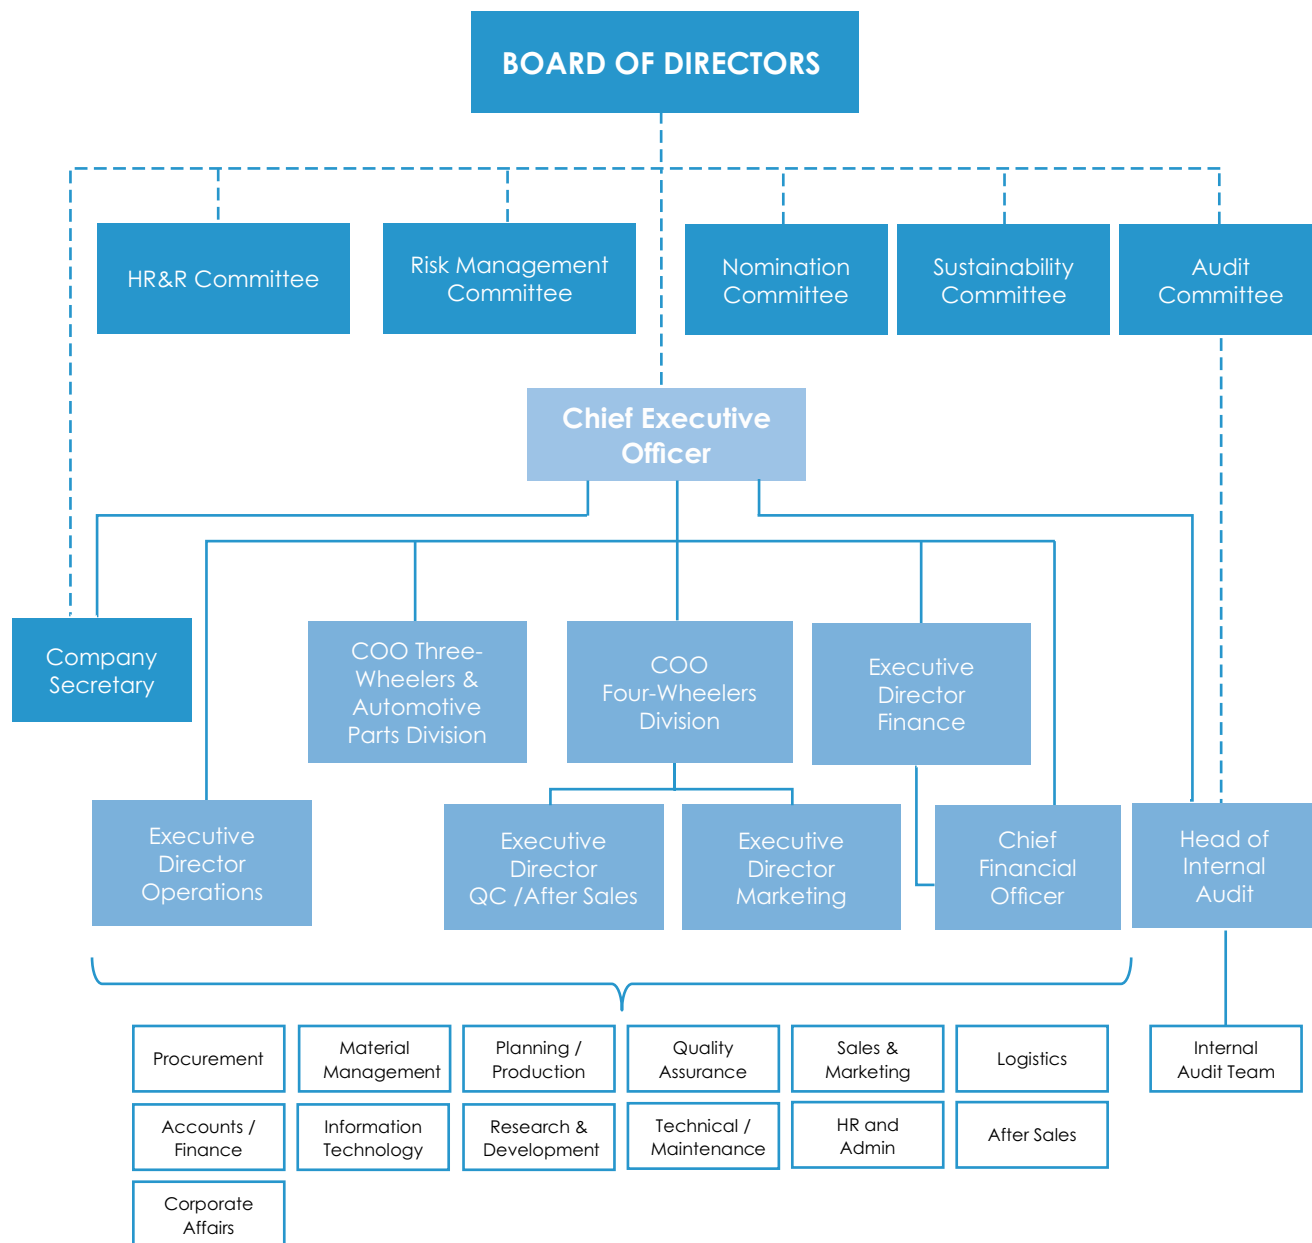 BOARD OF DIRECTORS
HR&R Committee
Risk Management
Committee
Nomination
Committee
Sustainability
Committee
Audit
Committee
Chief Executive
Officer
Company
Secretary
COO Three-
Wheelers &
Automotive
Parts Division
COO
Four-Wheelers
Division
Executive
Director
Finance
Executive
Director
Operations
Executive
Director
QC /After Sales
Executive
Director
Marketing
Chief
Financial
Officer
Head of
Internal
Audit
Procurement
Material
Management
Planning /
Production
Quality
Assurance
Sales &
Marketing
Logistics
Internal
Audit Team
Accounts /
Finance
Information
Technology
Research &
Development
Technical /
Maintenance
HR and
Admin
After Sales
Corporate
Affairs